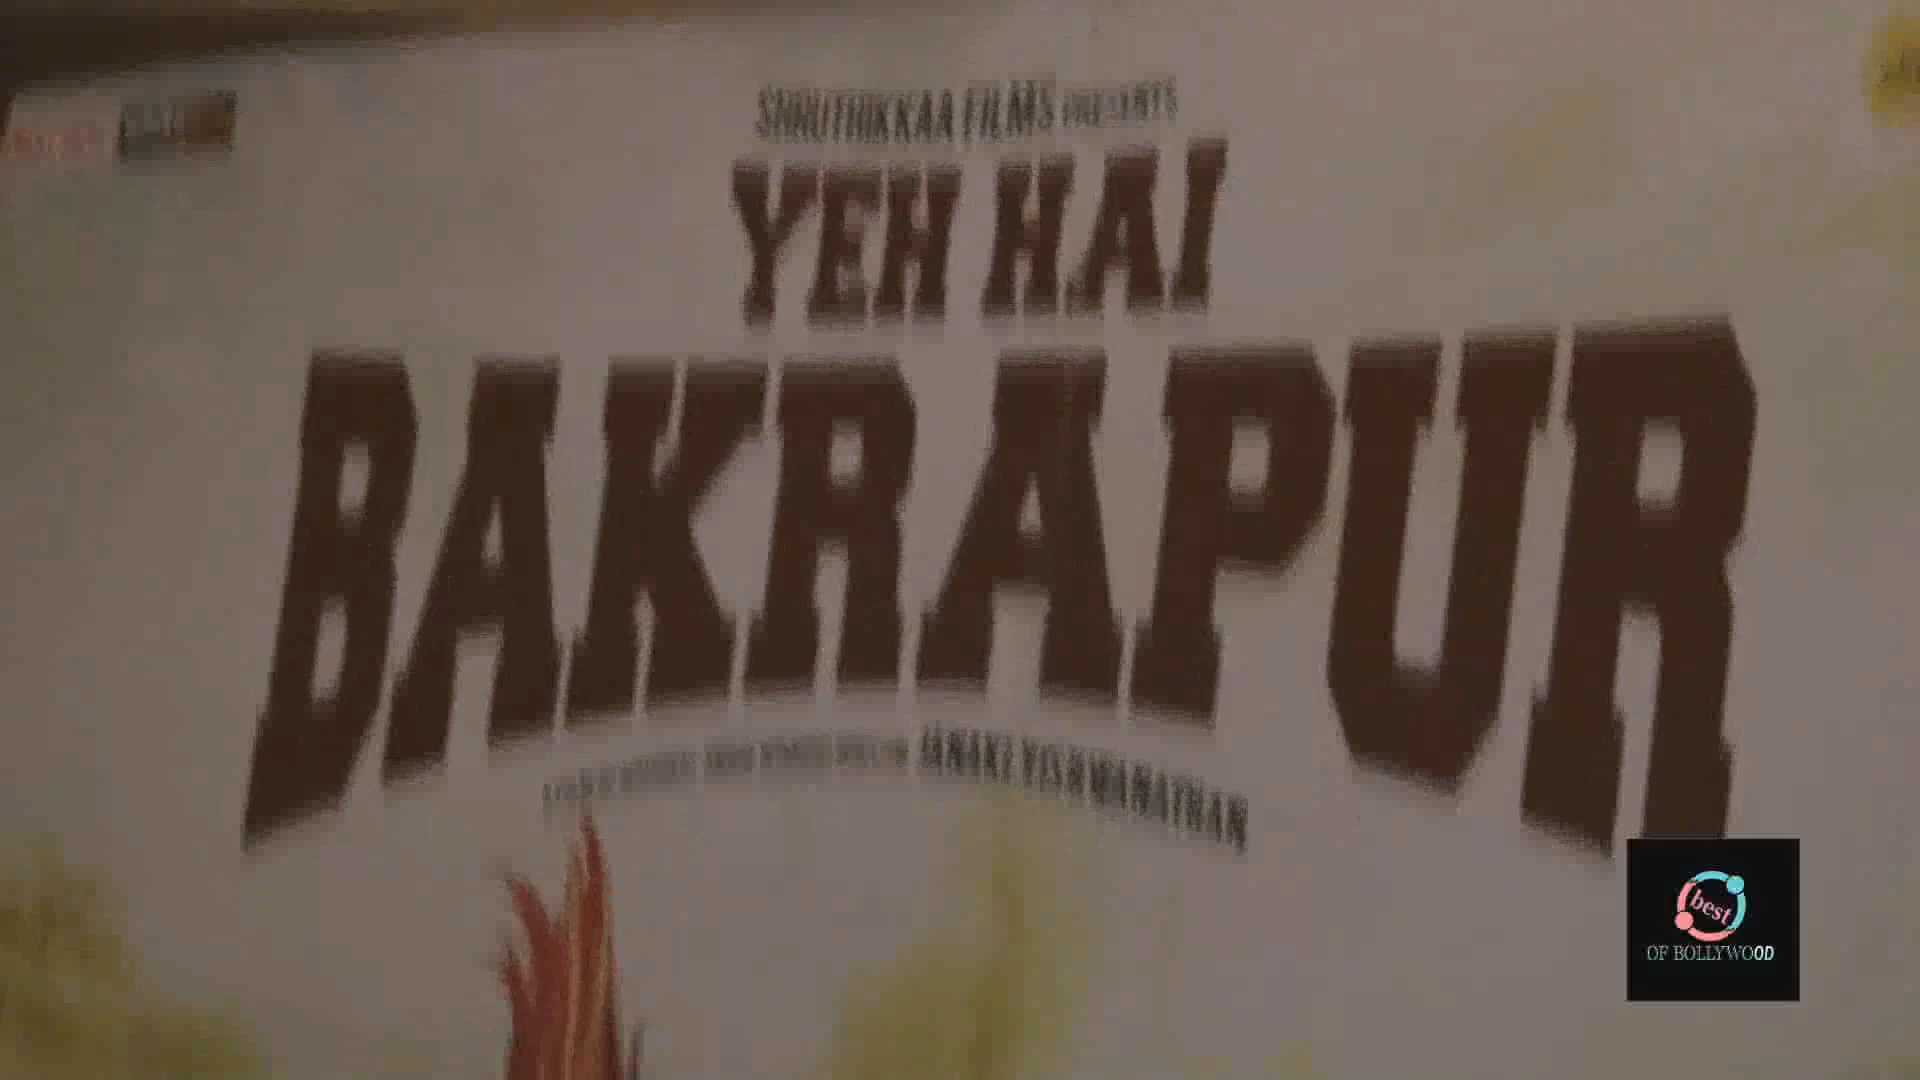 SHRUTHIKKAA FILMS PRESENTS
YEH HAI
BAKRAPUR
JANAKI VISHWANATHAN
best
OF BOLLYWOOD